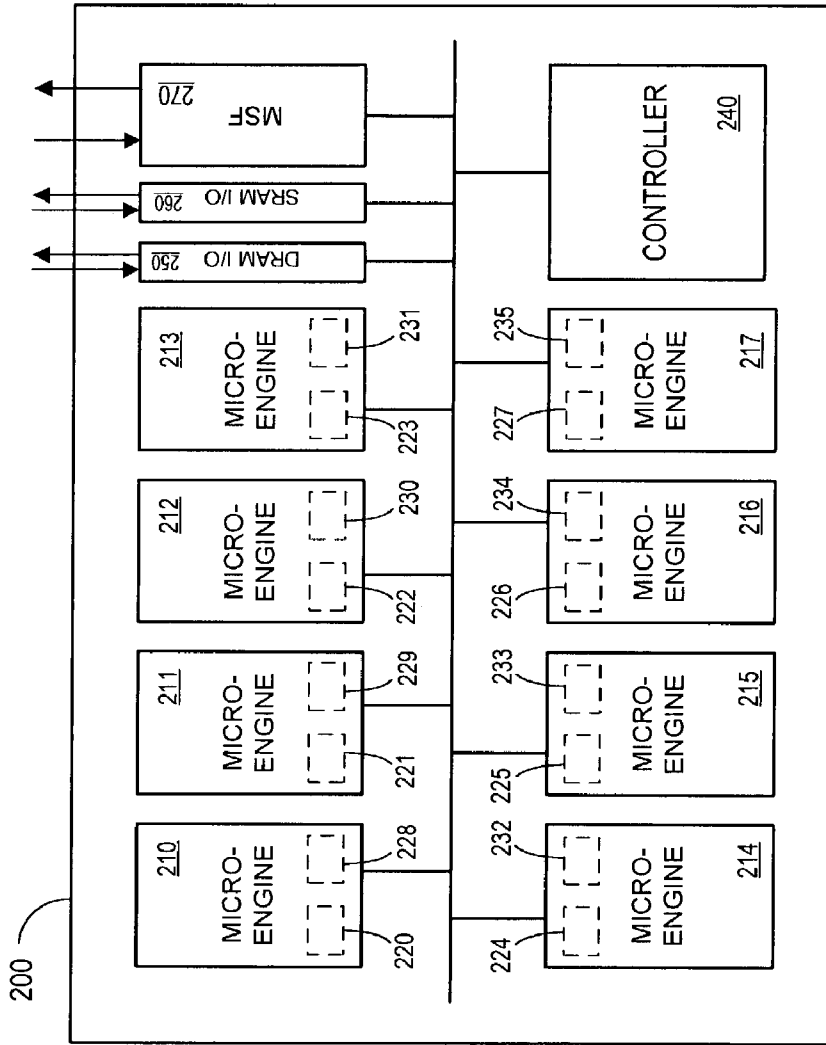 200
210
MICRO-
ENGINE
220
228
211
MICRO-
ENGINE
221
229
212
MICRO-
ENGINE
222
230
213
MICRO-
ENGINE
223
231
DRAM I/O
250
SRAM I/O
260
MSF
270
224
232
MICRO-
ENGINE
214
225
233
MICRO-
ENGINE
215
226
234
MICRO-
ENGINE
216
227
235
MICRO-
ENGINE
217
CONTROLLER
240